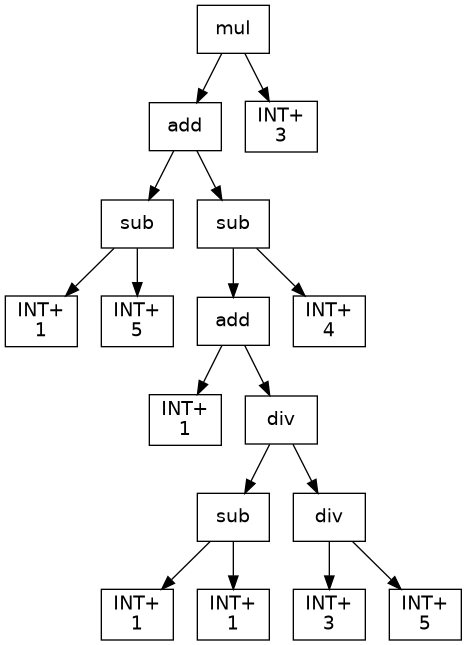 mul
add
INT+
3
sub
sub
INT+
1
INT+
5
add
INT+
4
INT+
1
div
sub
div
INT+
1
INT+
1
INT+
3
INT+
5